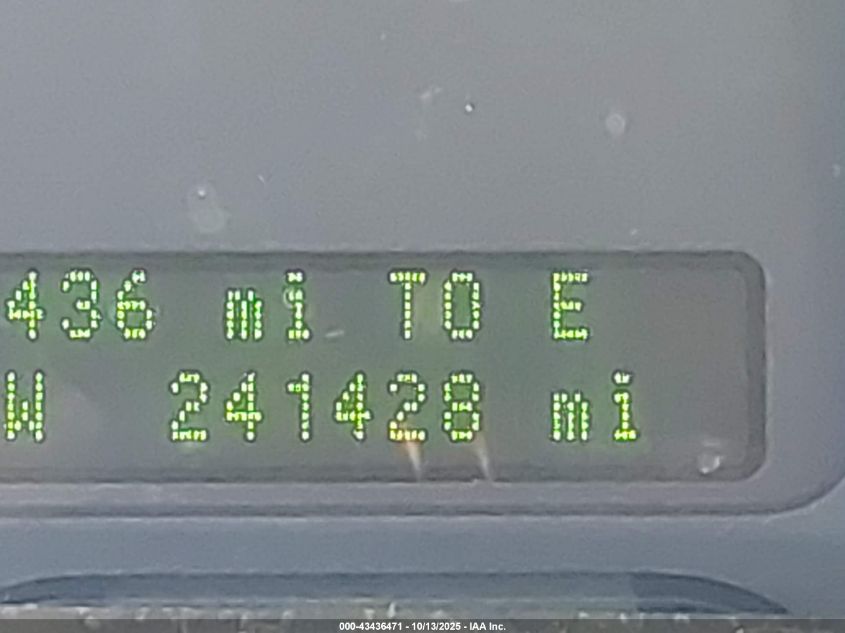 436 mi TO E
W 241428 mi
000-43436471 - 10/13/2025 - IAA Inc.